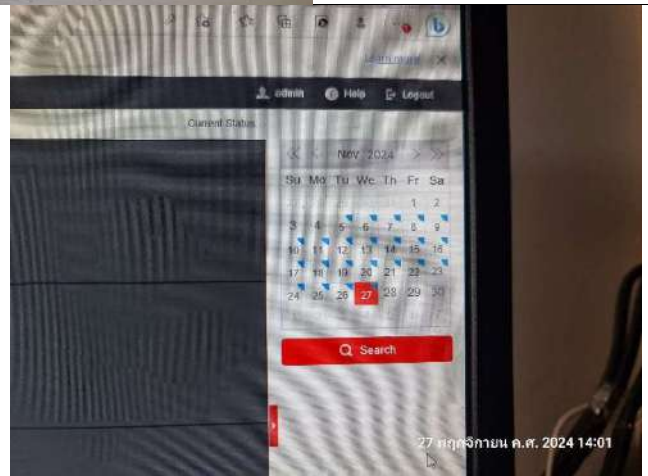 Learn more
admin Help Logout
Current Status
Nov 2024
Su Mo Tu We Th Fr Sa
1 2
3 4 5 6 7 8 9
10 11 12 13 14 15 16
17 18 19 20 21 22 23
24 25 26 27 28 29 30
Search
27 พฤศจิกายน ค.ศ. 2024 14:01